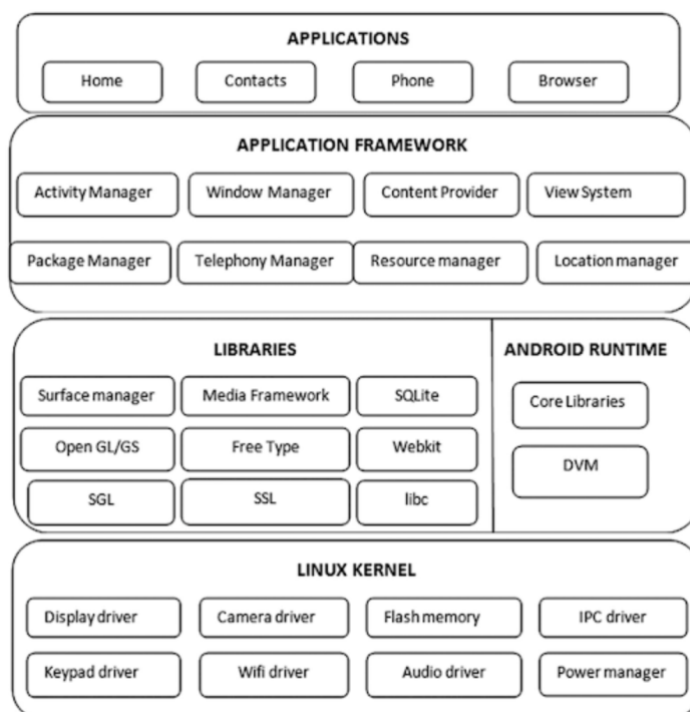 APPLICATIONS
Home Contacts Phone Browser
APPLICATION FRAMEWORK
Activity Manager Window Manager Content Provider View System
Package Manager Telephony Manager Resource manager Location manager
LIBRARIES ANDROID RUNTIME
Surface manager Media Framework SQLite Core Libraries
Open GL/GS Free Type Webkit DVM
SGL SSL libc
LINUX KERNEL
Display driver Camera driver Flash memory IPC driver
Keypad driver Wifi driver Audio driver Power manager